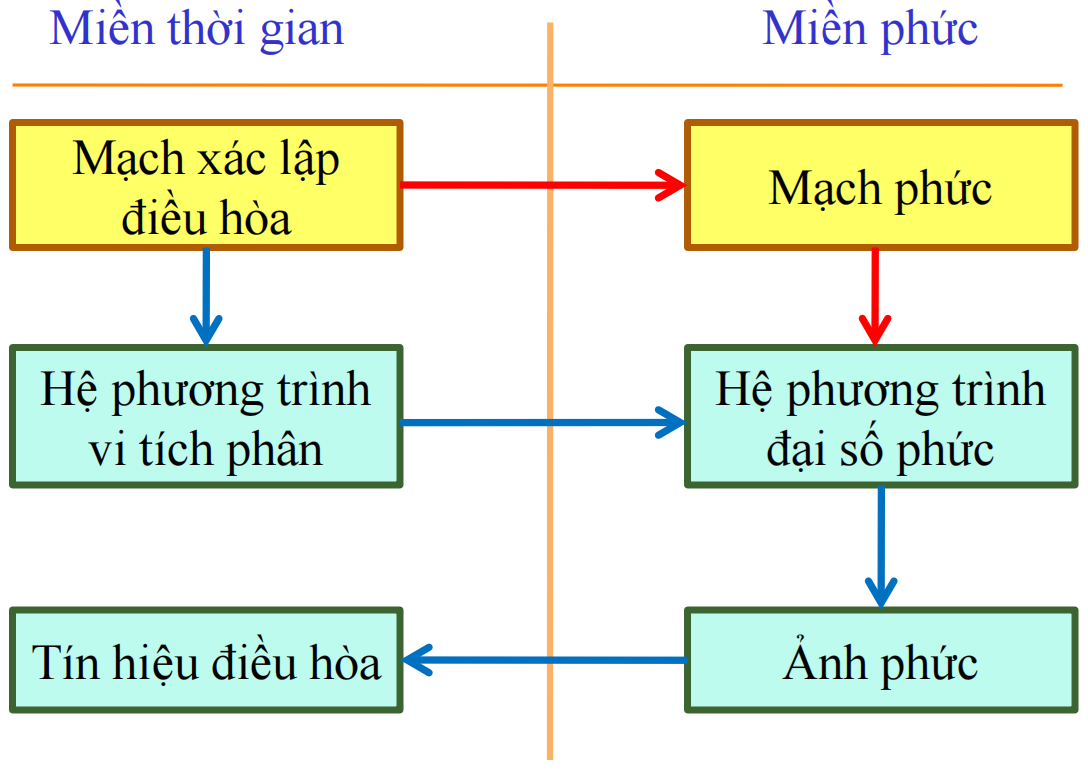 Miền thời gian
Miền phức
Mạch xác lập
điều hòa
Mạch phức
Hệ phương trình
vi tích phân
Hệ phương trình
đại số phức
Tín hiệu điều hòa
Ảnh phức